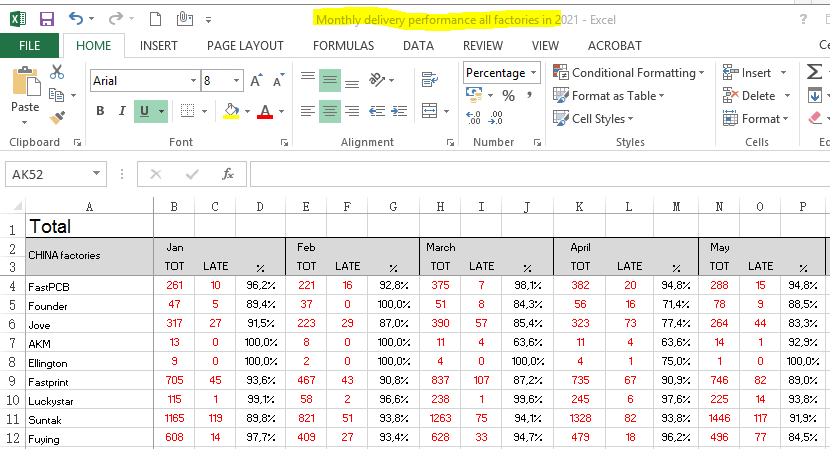 Monthly delivery performance all factories in 2021 - Excel
FILE HOME INSERT PAGE LAYOUT FORMULAS DATA REVIEW VIEW ACROBAT
Paste
Arial 8
Percentage
Conditional Formatting
Format as Table
Cell Styles
Insert
Delete
Format
Clipboard Font Alignment Number Styles Cells
AK52 fx
A B C D E F G H I J K L M N O P
1 Total
2 CHINA factories Jan Feb March April May
3 TOT LATE % TOT LATE % TOT LATE % TOT LATE % TOT LATE %
4 FastPCB 261 10 96,2% 221 16 92,8% 375 7 98,1% 382 20 94,8% 288 15 94,8%
5 Founder 47 5 89,4% 37 0 100,0% 51 8 84,3% 56 16 71,4% 78 9 88,5%
6 Jove 317 27 91,5% 223 29 87,0% 390 57 85,4% 323 73 77,4% 264 44 83,3%
7 AKM 13 0 100,0% 8 0 100,0% 11 4 63,6% 11 4 63,6% 14 1 92,9%
8 Ellington 9 0 100,0% 2 0 100,0% 4 0 100,0% 4 1 75,0% 1 0 100,0%
9 Fastprint 705 45 93,6% 467 43 90,8% 837 107 87,2% 735 67 90,9% 746 82 89,0%
10 Luckystar 115 1 99,1% 58 2 96,6% 238 1 99,6% 245 6 97,6% 225 14 93,8%
11 Suntak 1165 119 89,8% 821 51 93,8% 1263 75 94,1% 1328 82 93,8% 1446 117 91,9%
12 Fuying 608 14 97,7% 409 27 93,4% 628 33 94,7% 479 18 96,2% 496 77 84,5%